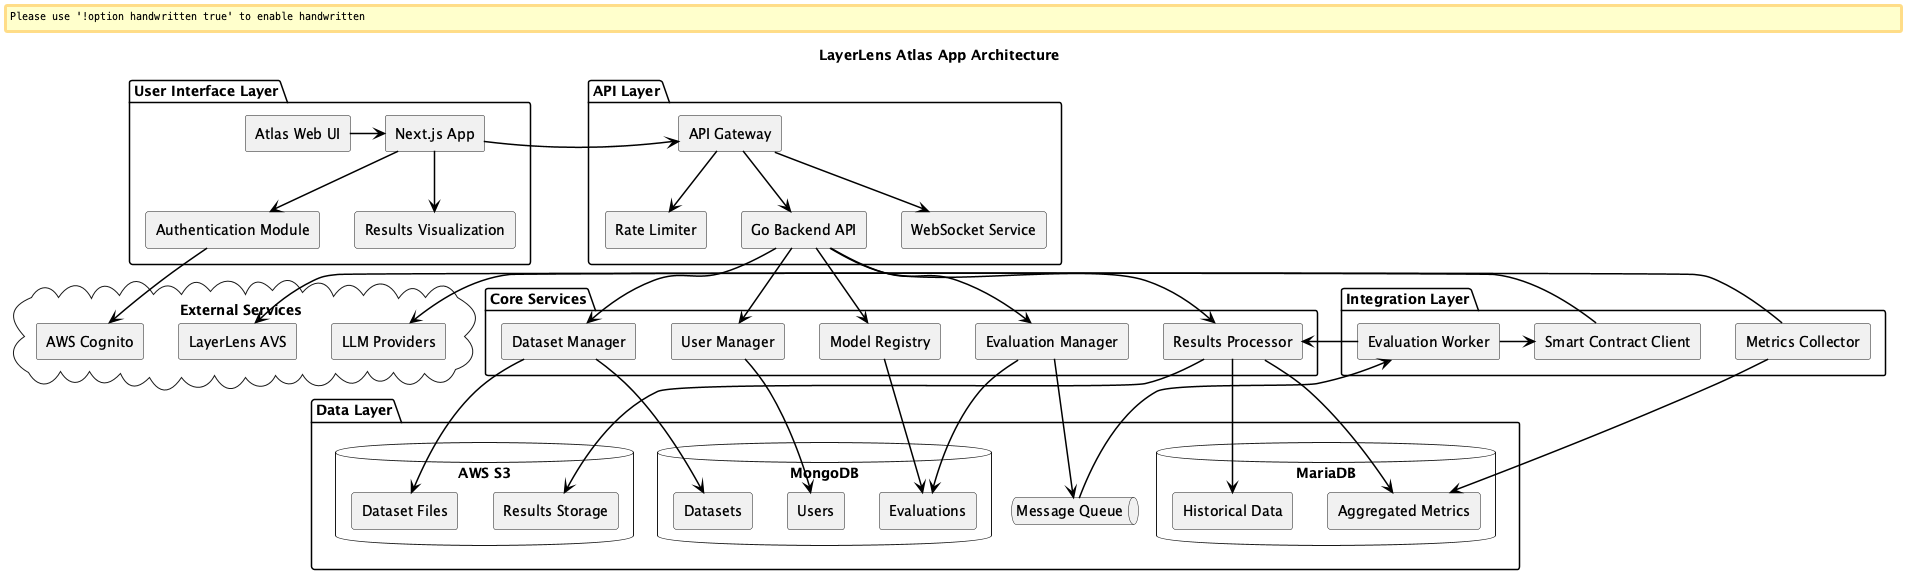 Please use '!option handwritten true' to enable handwritten
LayerLens Atlas App Architecture
User Interface Layer
API Layer
Atlas Web UI
Next.js App
API Gateway
Authentication Module
Results Visualization
Rate Limiter
Go Backend API
WebSocket Service
External Services
Core Services
Integration Layer
AWS Cognito
LayerLens AVS
LLM Providers
Dataset Manager
User Manager
Model Registry
Evaluation Manager
Results Processor
Evaluation Worker
Smart Contract Client
Metrics Collector
Data Layer
AWS S3
MongoDB
MariaDB
Dataset Files
Results Storage
Datasets
Users
Evaluations
Message Queue
Historical Data
Aggregated Metrics